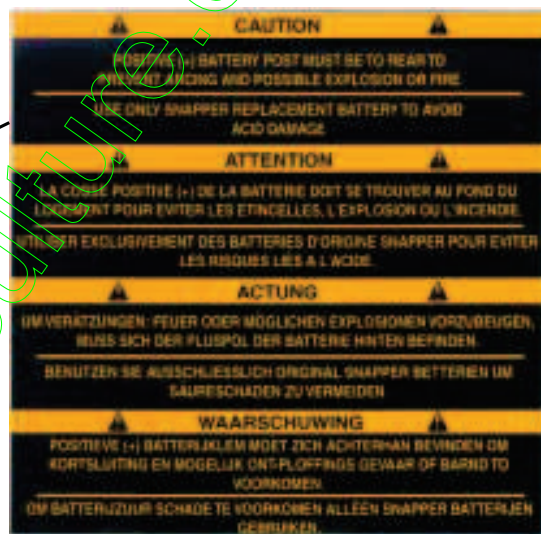 CAUTION
POSITIVE (+) BATTERY POST MUST BE TO REAR TO
ARCING AND POSSIBLE EXPLOSION OR FIRE
USE ONLY SNAPPER REPLACEMENT BATTERY TO AVOID
ACID DAMAGE
ATTENTION
LA POSITIVE (+) DE LA BATTERIE DOIT SE TROUVER AU FOND DU
LOGEMENT POUR EVITER LES ETINCELLES, L'EXPLOSION OU L'INCENDIE.
UTILISER EXCLUSIVEMENT DES BATTERIES D'ORIGINE SNAPPER POUR EVITER
LES RISQUES LIES A L'ACIDE.
ACTUNG
UM VERATZUNGEN FEUER ODER MOGLICHEN EXPLOSIONEN VORZUBEUGEN,
MUSS SICH DER PLUSPOL DER BATTERIE HINTEN BEFINDEN.
BENUTZEN SIE AUSSCHLIESSLICH ORIGINAL SNAPPER BETTERIEN UM
SAURESCHADEN ZU VERMEIDEN
WAARSCHUWING
POSITIEVE (+) BATTERIJKLEM MOET ZICH ACHTERHAN BEVINDEN OM
KORTSLUITING EN MOGELIJK ONT-PLOFFINGS GEVAAR OF BARND TO
VOORKOMEN.
OM BATTERIJZUUR SCHADE TE VOORKOMEN ALLEEN SNAPPER BATTERIJEN
GEBRUIKEN.